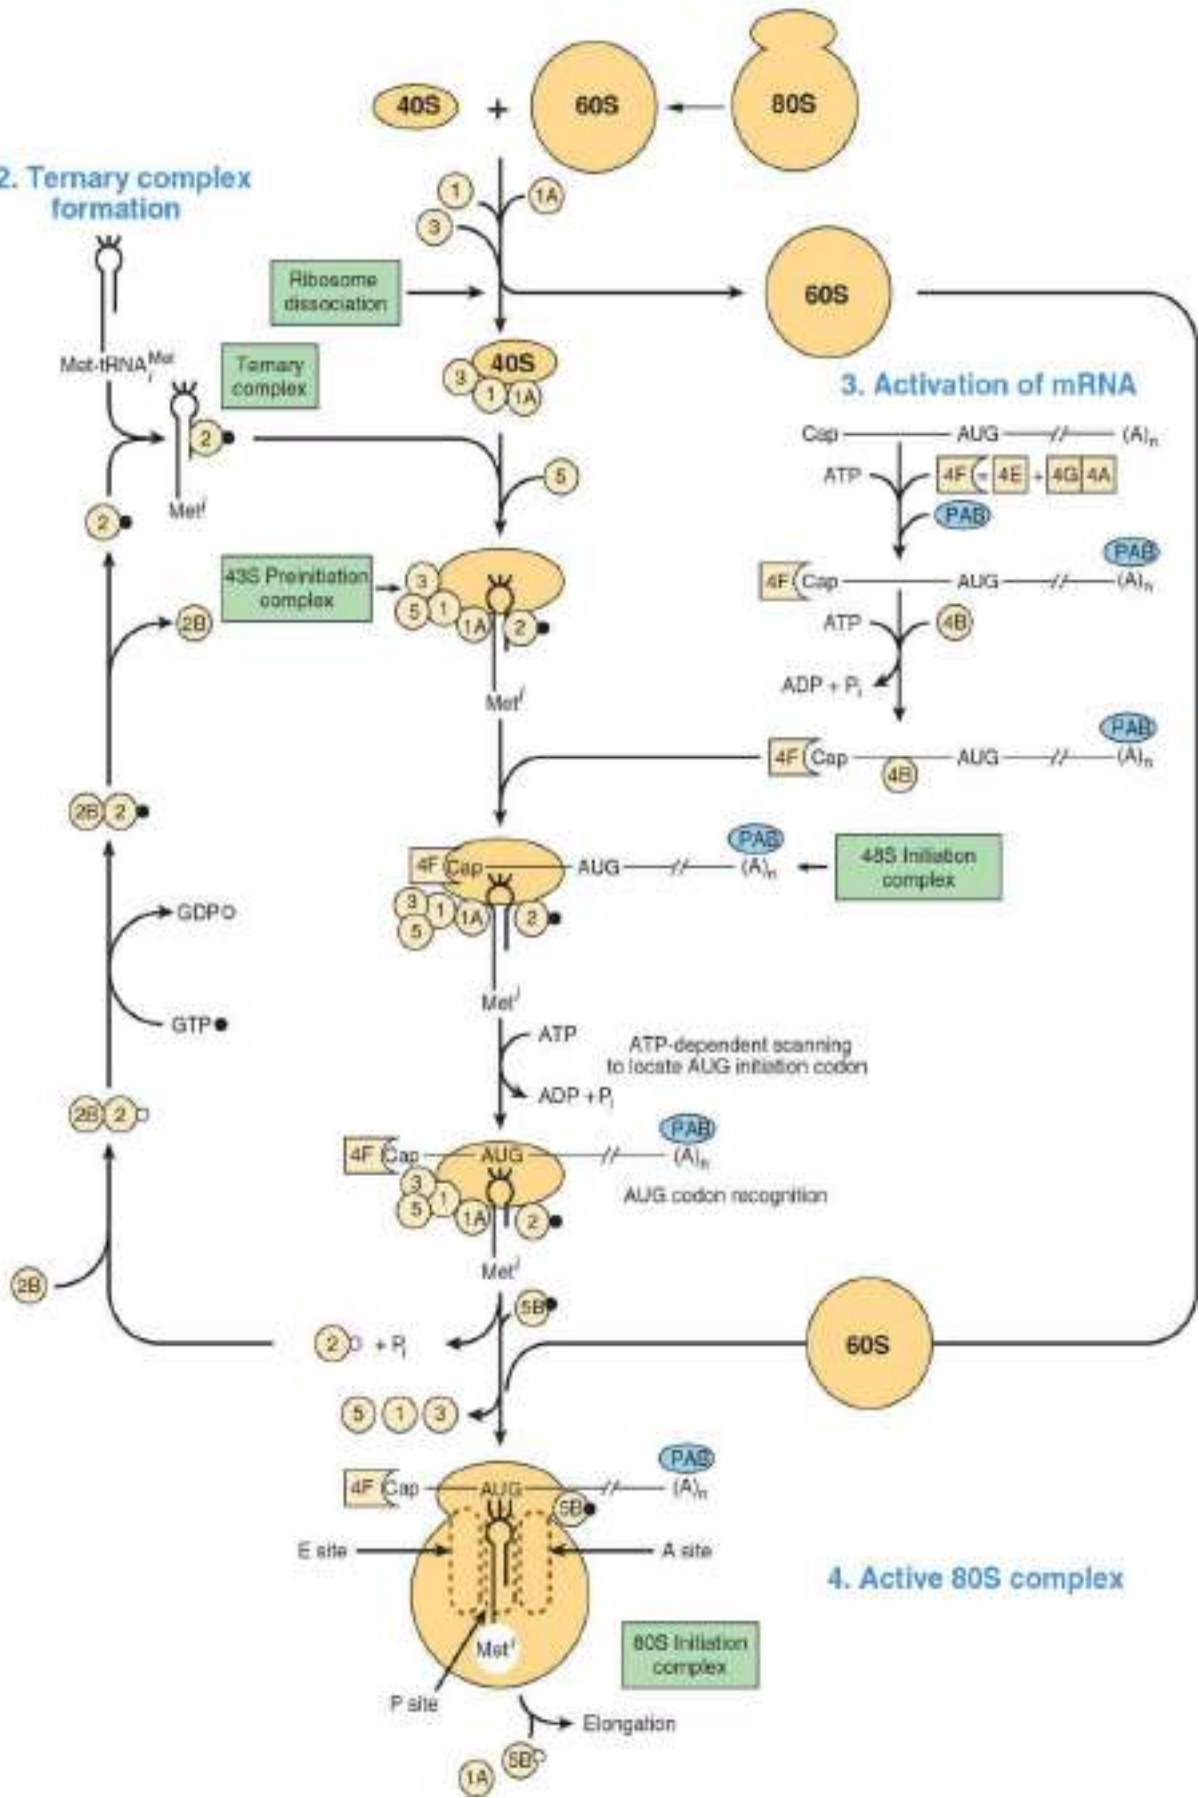 40S + 60S 80S
2. Ternary complex
formation
1 1A
3
Ribosome
dissociation
60S
Met-tRNAiMet
Ternary
complex
40S
3 1 1A
3. Activation of mRNA
Cap AUG (A)n
2
5
ATP 4F = 4E + 4G 4A
PAB
Meti
2
43S Preinitiation
complex
3
5 1 1A 2
PAB
4F Cap AUG (A)n
2B
ATP 4B
ADP + Pi
Meti
PAB
4F Cap AUG (A)n
4B
2B 2
PAB
4F Cap AUG (A)n
48S Initiation
complex
3 1 1A 2
5
GDP
Meti
GTP
ATP
ATP-dependent scanning
to locate AUG initiation codon
ADP + Pi
2B 2
PAB
4F Cap AUG (A)n
3
5 1 1A 2
AUG codon recognition
Meti
2B
5B
2 + Pi
60S
5 1 3
PAB
4F Cap AUG (A)n
5B
E site A site
4. Active 80S complex
Meti
80S Initiation
complex
P site
Elongation
1A 5B